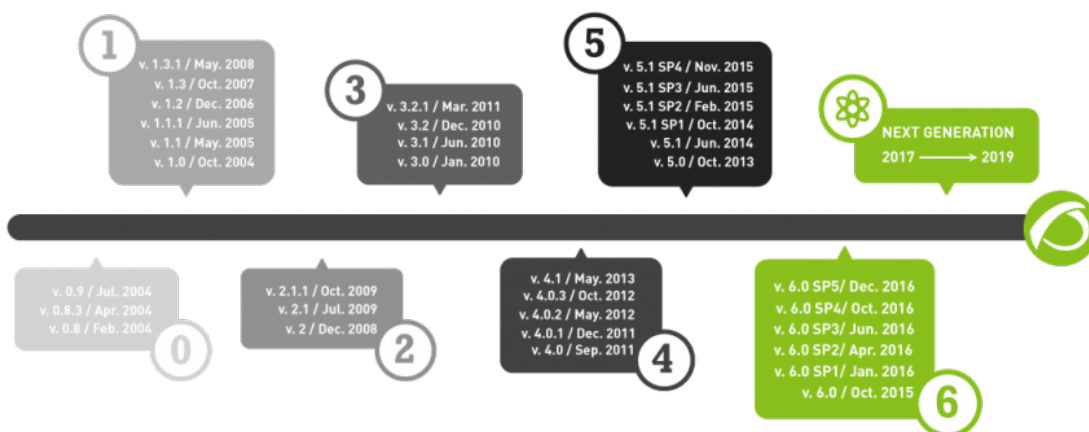 1
v. 1.3.1 / May. 2008
v. 1.3 / Oct. 2007
v. 1.2 / Dec. 2006
v. 1.1.1 / Jun. 2005
v. 1.1 / May. 2005
v. 1.0 / Oct. 2004
3
v. 3.2.1 / Mar. 2011
v. 3.2 / Dec. 2010
v. 3.1 / Jun. 2010
v. 3.0 / Jan. 2010
5
v. 5.1 SP4 / Nov. 2015
v. 5.1 SP3 / Jun. 2015
v. 5.1 SP2 / Feb. 2015
v. 5.1 SP1 / Oct. 2014
v. 5.1 / Jun. 2014
v. 5.0 / Oct. 2013
NEXT GENERATION
2017 → 2019
v. 0.9 / Jul. 2004
v. 0.8.3 / Apr. 2004
v. 0.8 / Feb. 2004
0
v. 2.1.1 / Oct. 2009
v. 2.1 / Jul. 2009
v. 2 / Dec. 2008
2
v. 4.1 / May. 2013
v. 4.0.3 / Oct. 2012
v. 4.0.2 / May. 2012
v. 4.0.1 / Dec. 2011
v. 4.0 / Sep. 2011
4
v. 6.0 SP5/ Dec. 2016
v. 6.0 SP4/ Oct. 2016
v. 6.0 SP3/ Jun. 2016
v. 6.0 SP2/ Apr. 2016
v. 6.0 SP1/ Jan. 2016
v. 6.0 / Oct. 2015
6